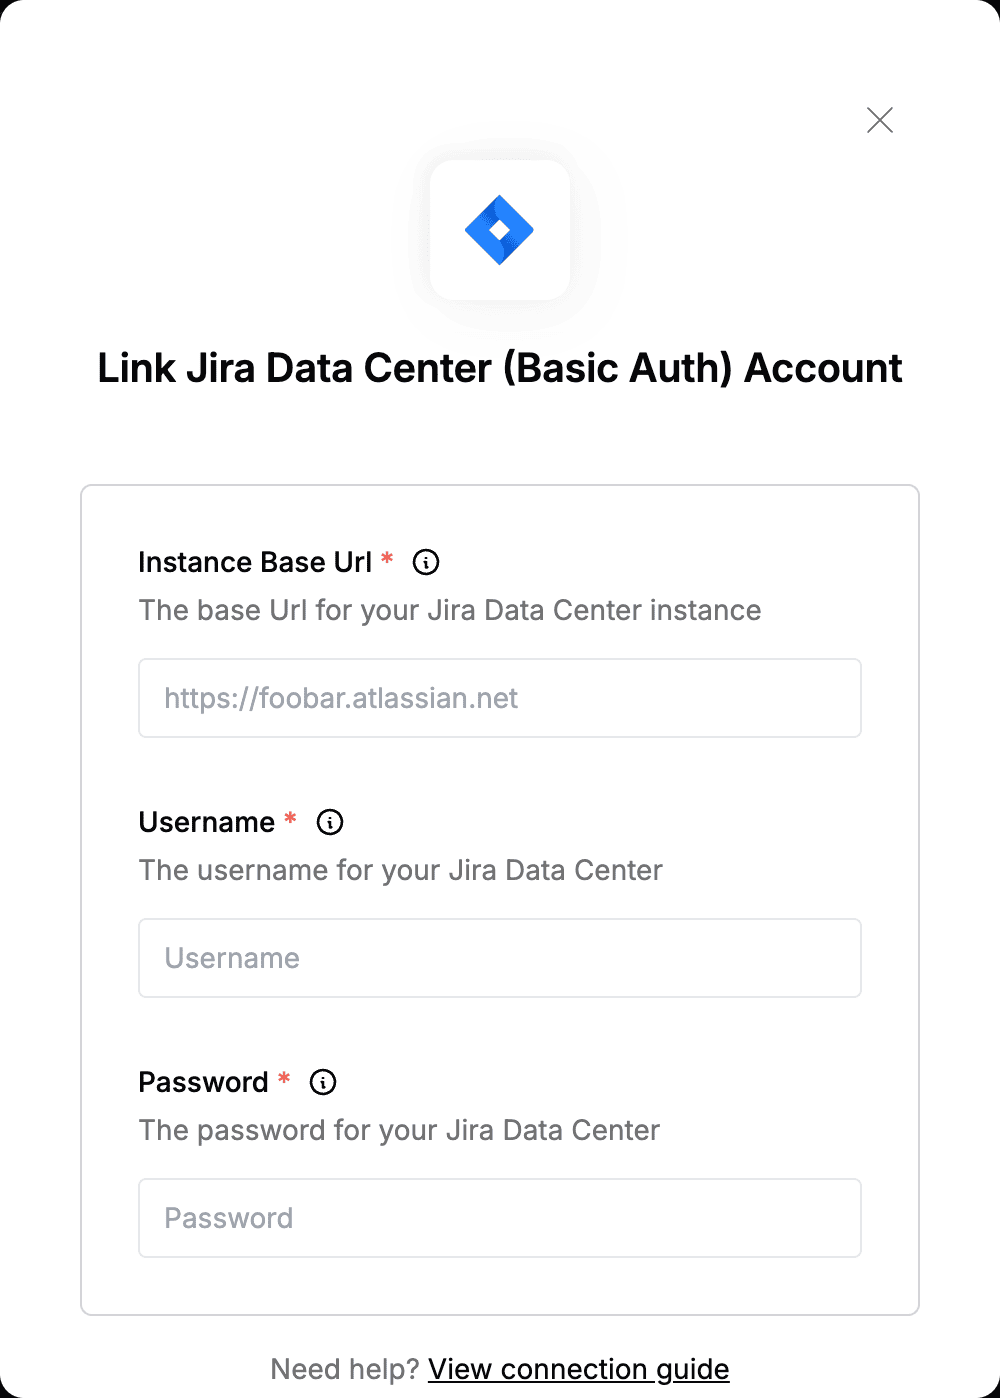 Link Jira Data Center (Basic Auth) Account
Instance Base Url *
The base Url for your Jira Data Center instance
https://foobar.atlassian.net
Username *
The username for your Jira Data Center
Username
Password *
The password for your Jira Data Center
Password
Need help? View connection guide